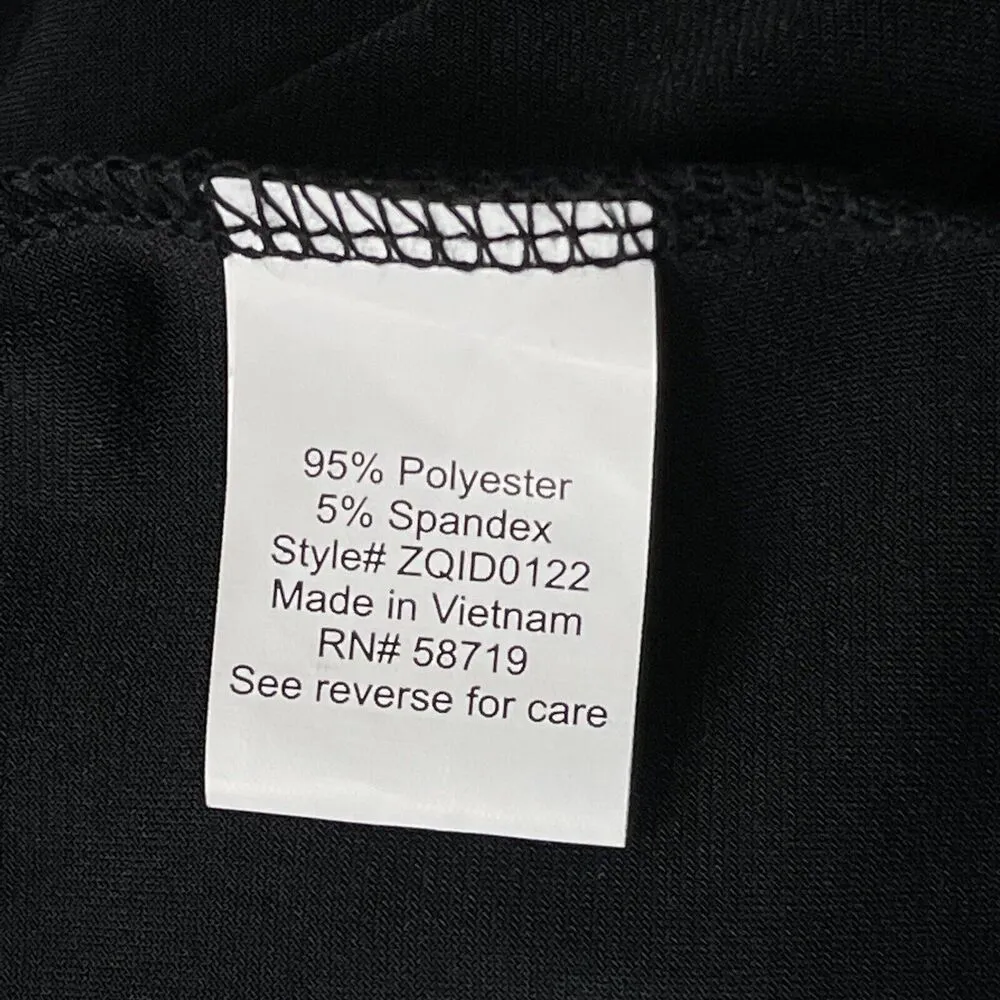 95% Polyester
5% Spandex
Style# ZQID0122
Made in Vietnam
RN# 58719
See reverse for care